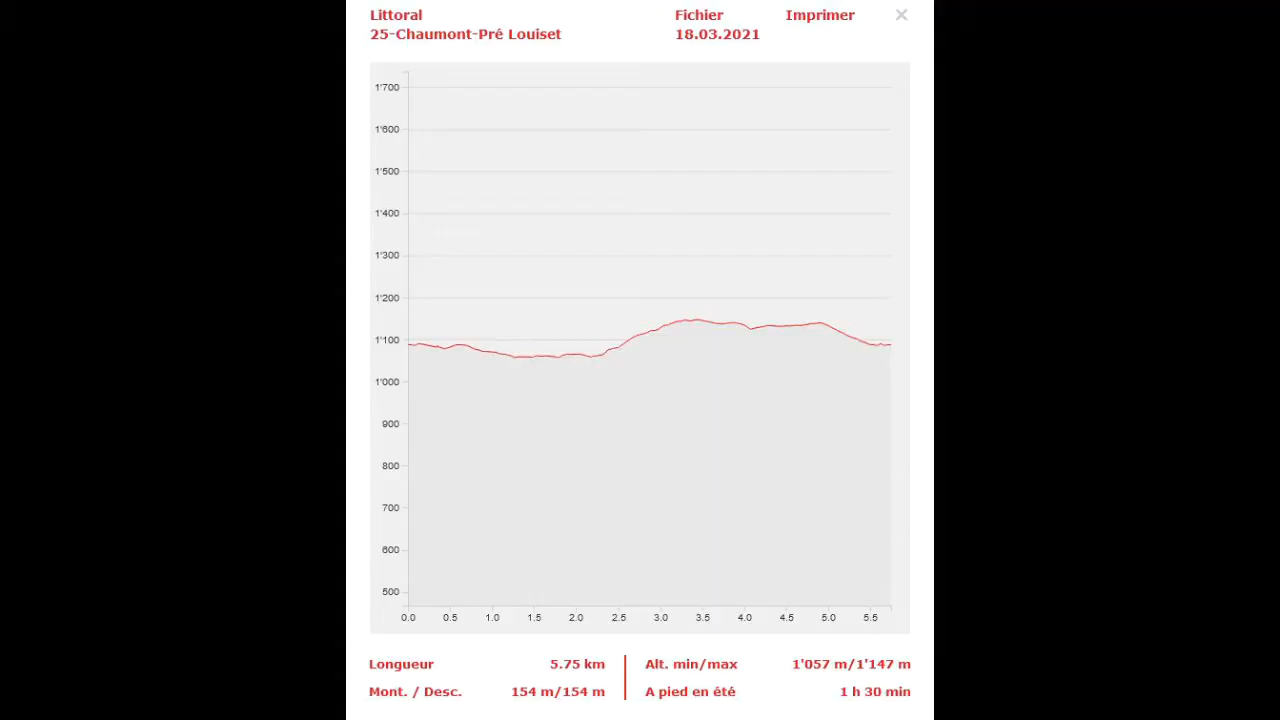 Littoral Fichier Imprimer ×
25-Chaumont-Pré Louiset 18.03.2021
1'700
1'600
1'500
1'400
1'300
1'200
1'100
1'000
900
800
700
600
500
0.0 0.5 1.0 1.5 2.0 2.5 3.0 3.5 4.0 4.5 5.0 5.5
Longueur 5.75 km Alt. min/max 1'057 m/1'147 m
Mont. / Desc. 154 m/154 m A pied en été 1 h 30 min